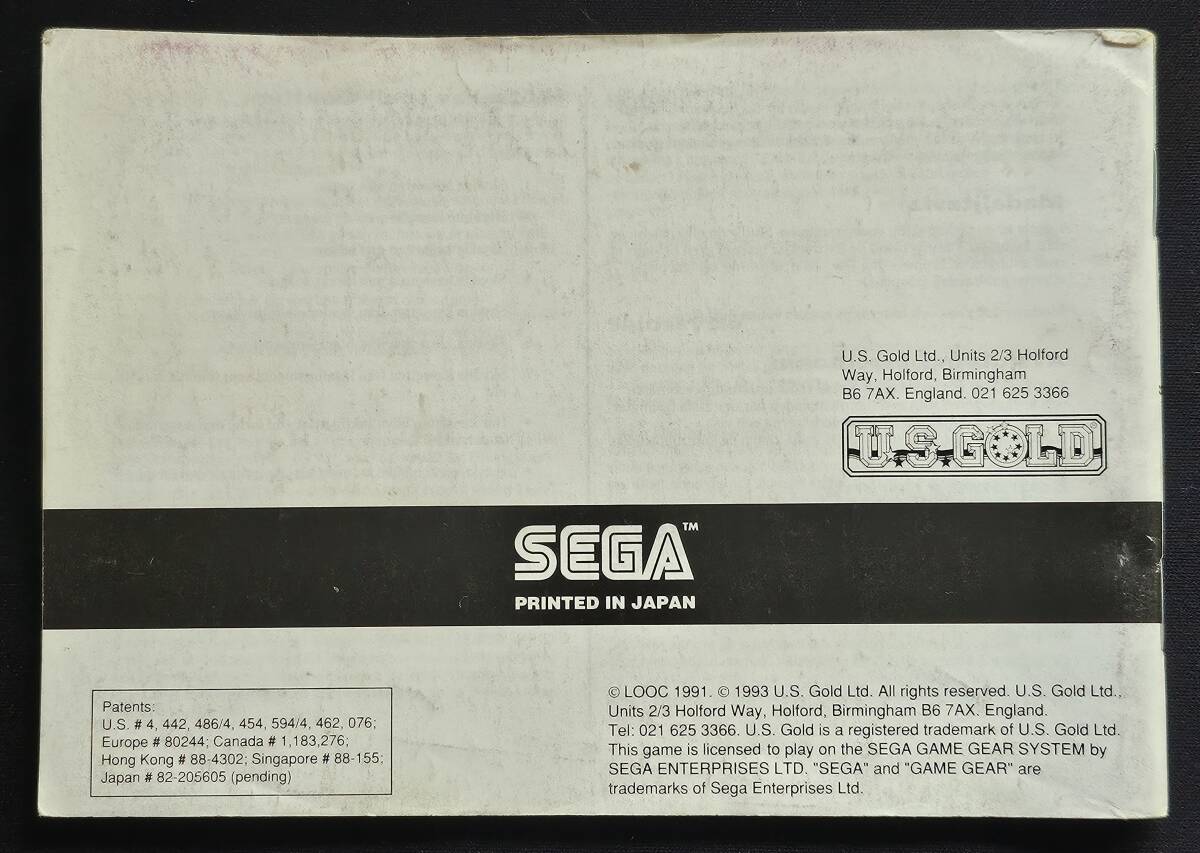 U.S. Gold Ltd., Units 2/3 Holford
Way, Holford, Birmingham
B6 7AX. England. 021 625 3366
U.S.GOLD®
SEGA™
PRINTED IN JAPAN
Patents:
U.S. # 4, 442, 486/4, 454, 594/4, 462, 076;
Europe # 80244; Canada # 1,183,276;
Hong Kong # 88-4302; Singapore # 88-155;
Japan # 82-205605 (pending)
© LOOC 1991. © 1993 U.S. Gold Ltd. All rights reserved. U.S. Gold Ltd.,
Units 2/3 Holford Way, Holford, Birmingham B6 7AX. England.
Tel: 021 625 3366. U.S. Gold is a registered trademark of U.S. Gold Ltd.
This game is licensed to play on the SEGA GAME GEAR SYSTEM by
SEGA ENTERPRISES LTD. "SEGA" and "GAME GEAR" are
trademarks of Sega Enterprises Ltd.